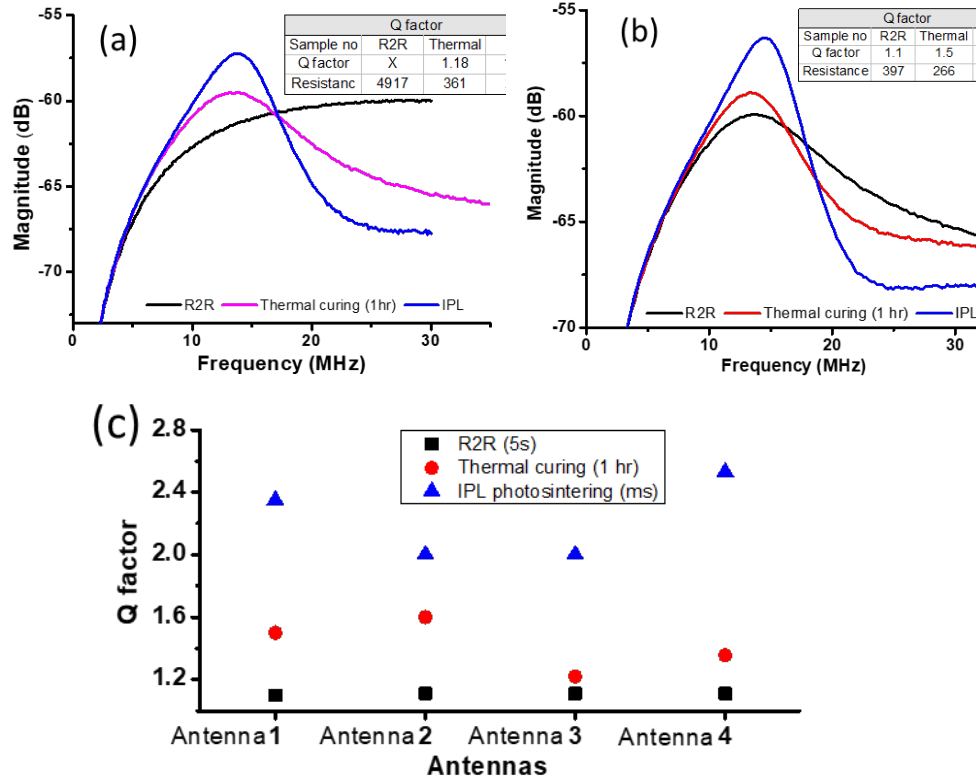 (a)
Q factor
Sample no R2R Thermal
Q factor X 1.18
Resistanc 4917 361
-60
-65
-70
Magnitude (dB)
R2R Thermal curing (1hr) IPL
0 10 20 30
Frequency (MHz)
(b)
Q factor
Sample no R2R Thermal
Q factor 1.1 1.5
Resistance 397 266
-55
-60
-65
-70
Magnitude (dB)
R2R Thermal curing (1 hr) IPL
0 10 20 30
Frequency (MHz)
(c)
R2R (5s)
Thermal curing (1 hr)
IPL photosintering (ms)
2.8
2.4
2.0
1.6
1.2
Q factor
Antenna 1 Antenna 2 Antenna 3 Antenna 4
Antennas